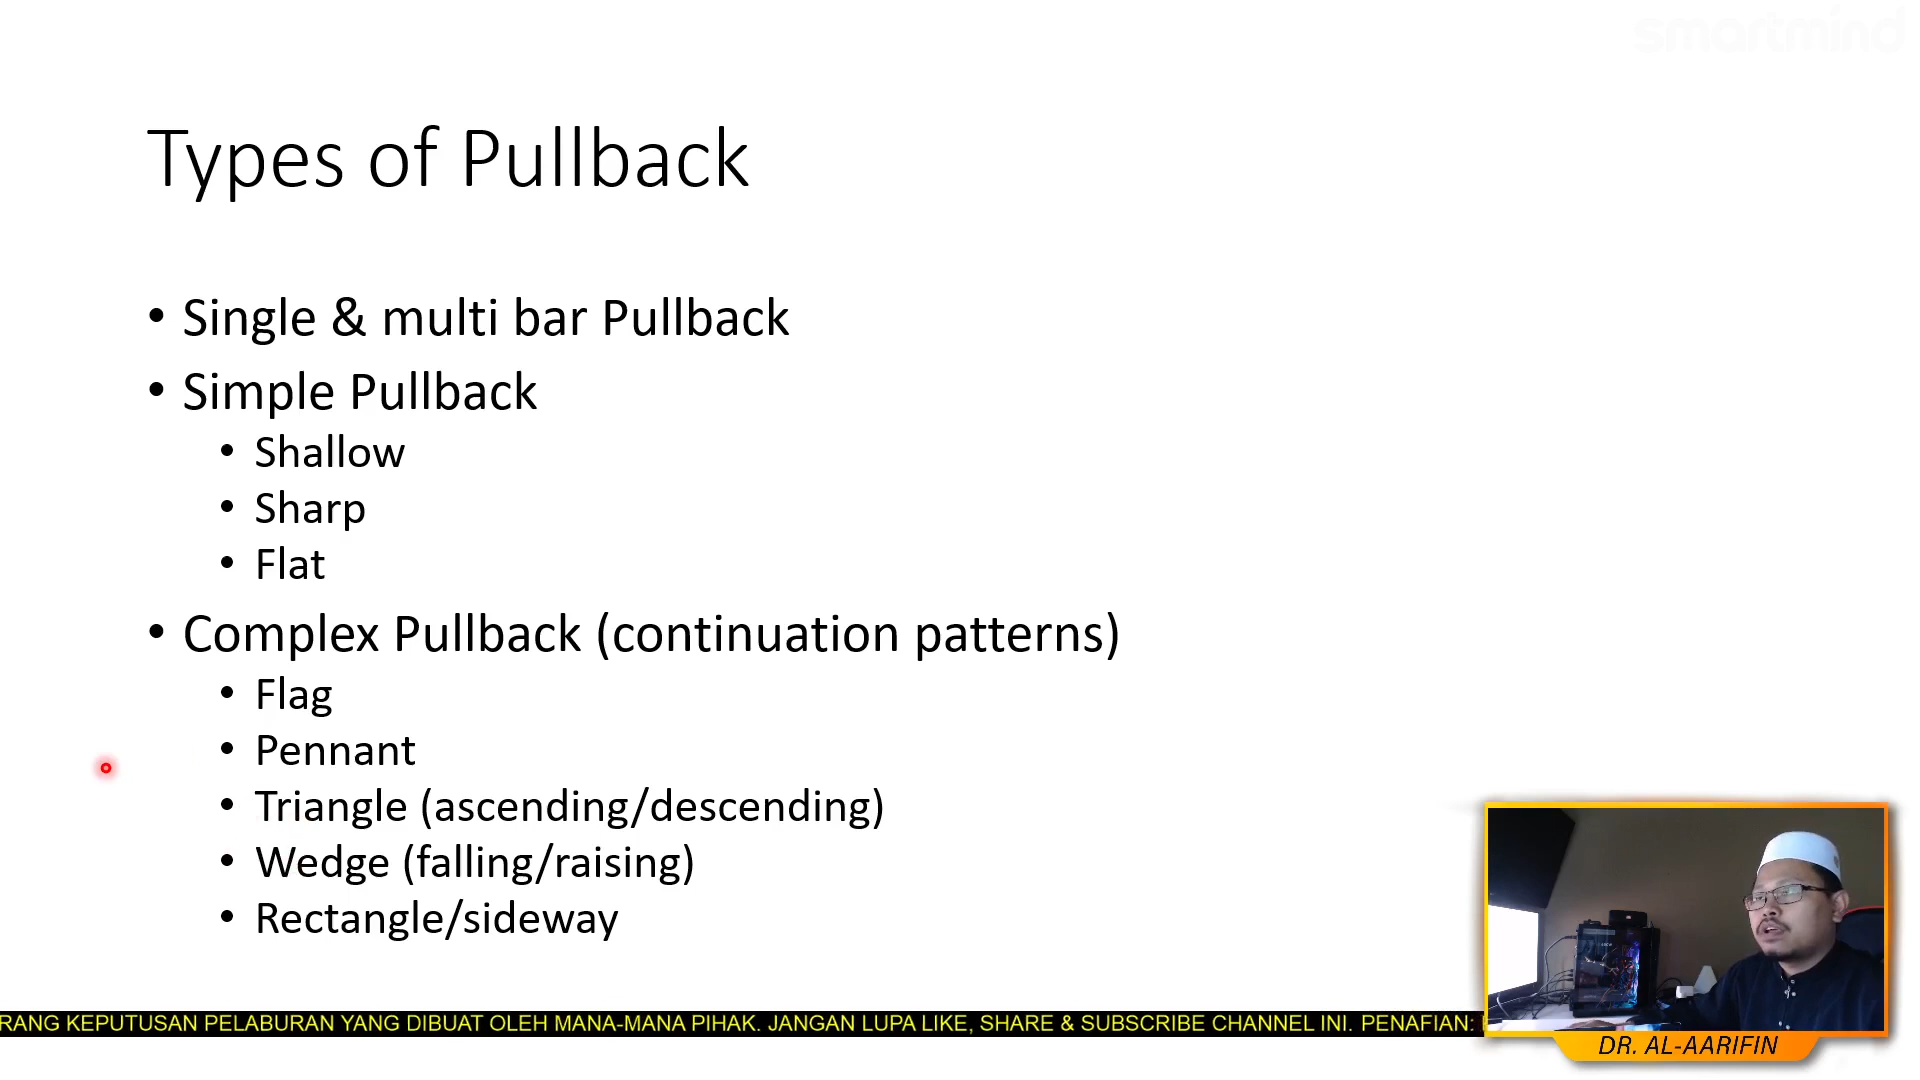 smartmind
Types of Pullback
• Single & multi bar Pullback
• Simple Pullback
• Shallow
• Sharp
• Flat
• Complex Pullback (continuation patterns)
• Flag
• Pennant
• Triangle (ascending/descending)
• Wedge (falling/raising)
• Rectangle/sideway
RANG KEPUTUSAN PELABURAN YANG DIBUAT OLEH MANA-MANA PIHAK. JANGAN LUPA LIKE, SHARE & SUBSCRIBE CHANNEL INI. PENAFIAN:
DR. AL-AARIFIN